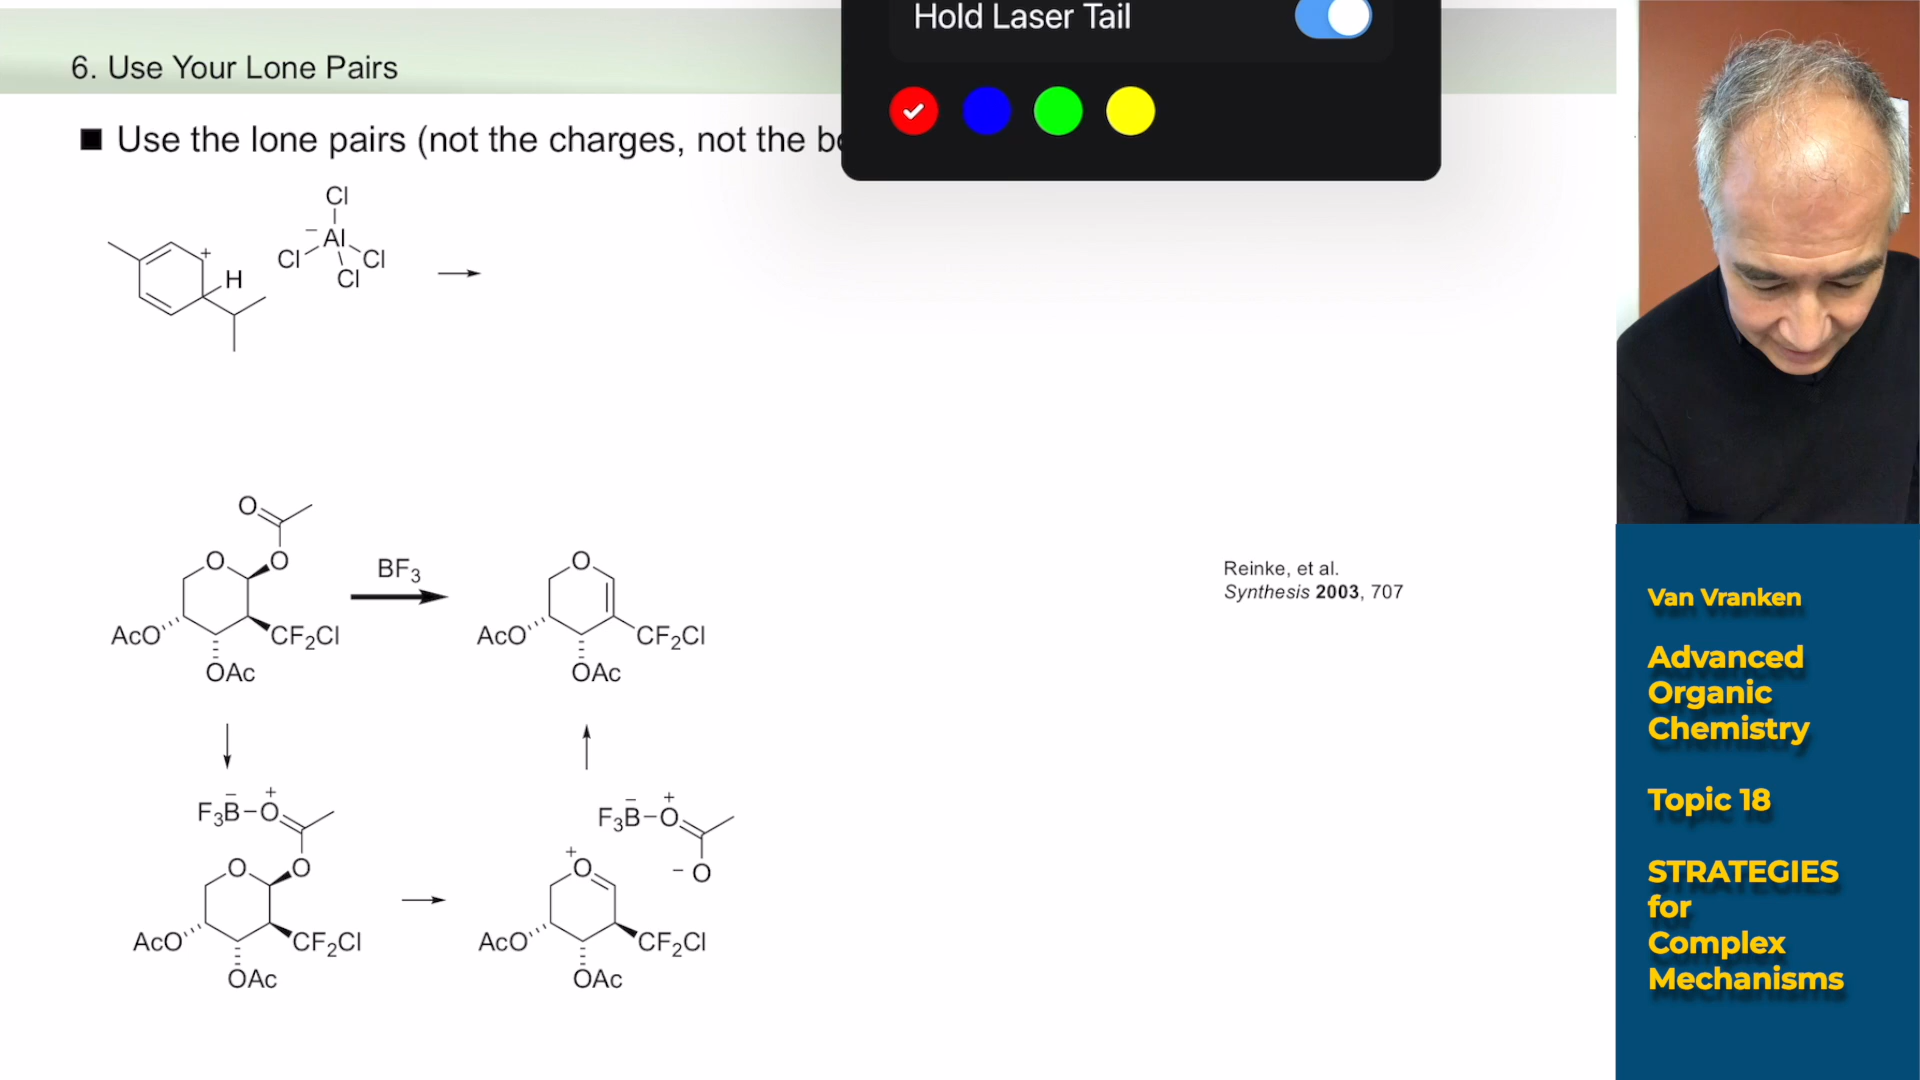 Hold Laser Tail
6. Use Your Lone Pairs
■ Use the lone pairs (not the charges, not the
Cl
− Al
Cl Cl
Cl
+
H
O
O O
BF3
AcO CF2Cl
OAc
O
AcO CF2Cl
OAc
Reinke, et al.
Synthesis 2003, 707
− +
F3B–O
O O
AcO CF2Cl
OAc
− +
F3B–O
− O
+
O
AcO CF2Cl
OAc
Van Vranken
Advanced
Organic
Chemistry
Topic 18
STRATEGIES
for
Complex
Mechanisms